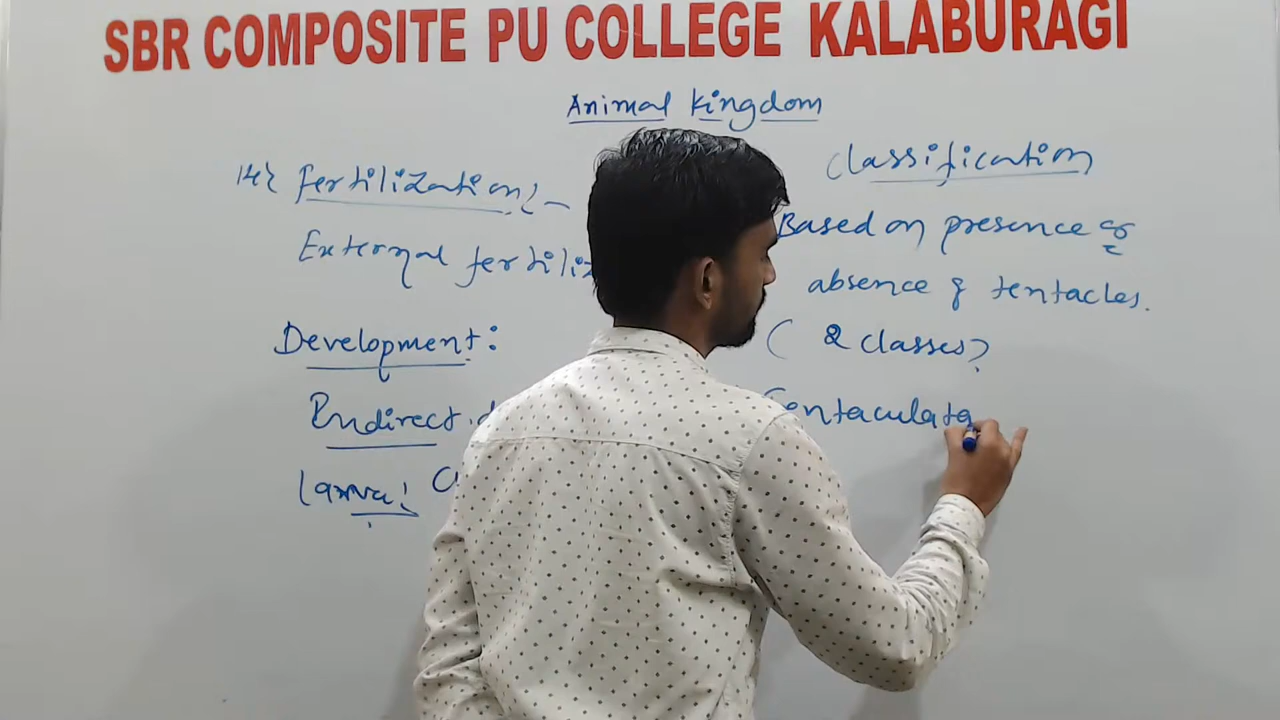 SBR COMPOSITE PU COLLEGE KALABURAGI
Animal kingdom
14) fertilization:-
External fertiliz
Development:
Indirect. d
larva:
Classification
Based on presence or
absence of tentacles.
( 2 classes)
Tentaculata